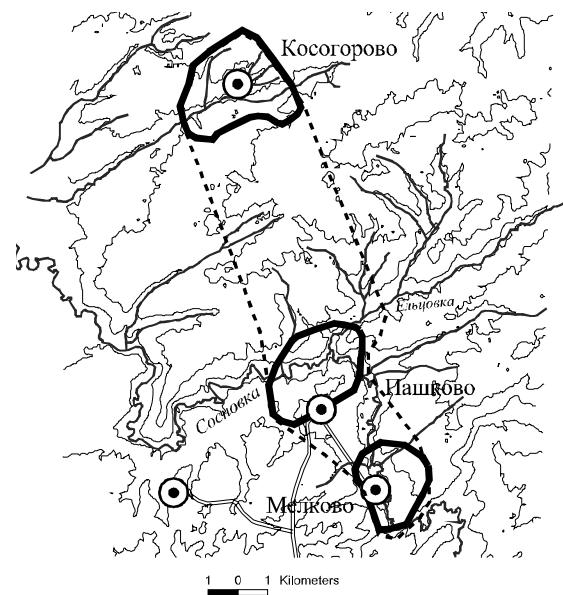 Косогорово
Ельцовка
Пашково
Сосновка
Мелково
1 0 1 Kilometers